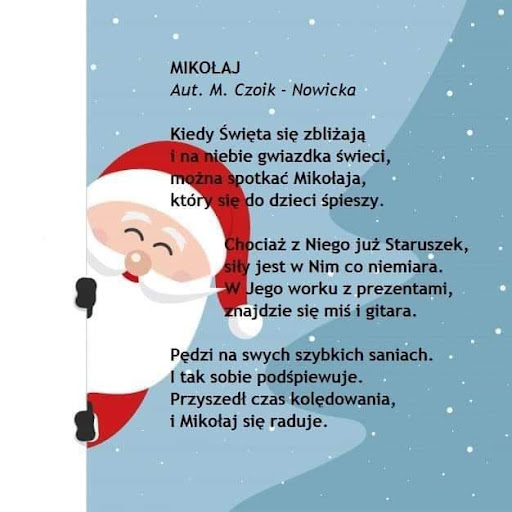 MIKOŁAJ
Aut. M. Czoik - Nowicka
Kiedy Święta się zbliżają
i na niebie gwiazdka świeci,
można spotkać Mikołaja,
który się do dzieci śpieszy.
Chociaż z Niego już Staruszek,
siły jest w Nim co niemiara.
W Jego worku z prezentami,
znajdzie się miś i gitara.
Pędzi na swych szybkich saniach.
I tak sobie podśpiewuje.
Przyszedł czas kolędowania,
i Mikołaj się raduje.